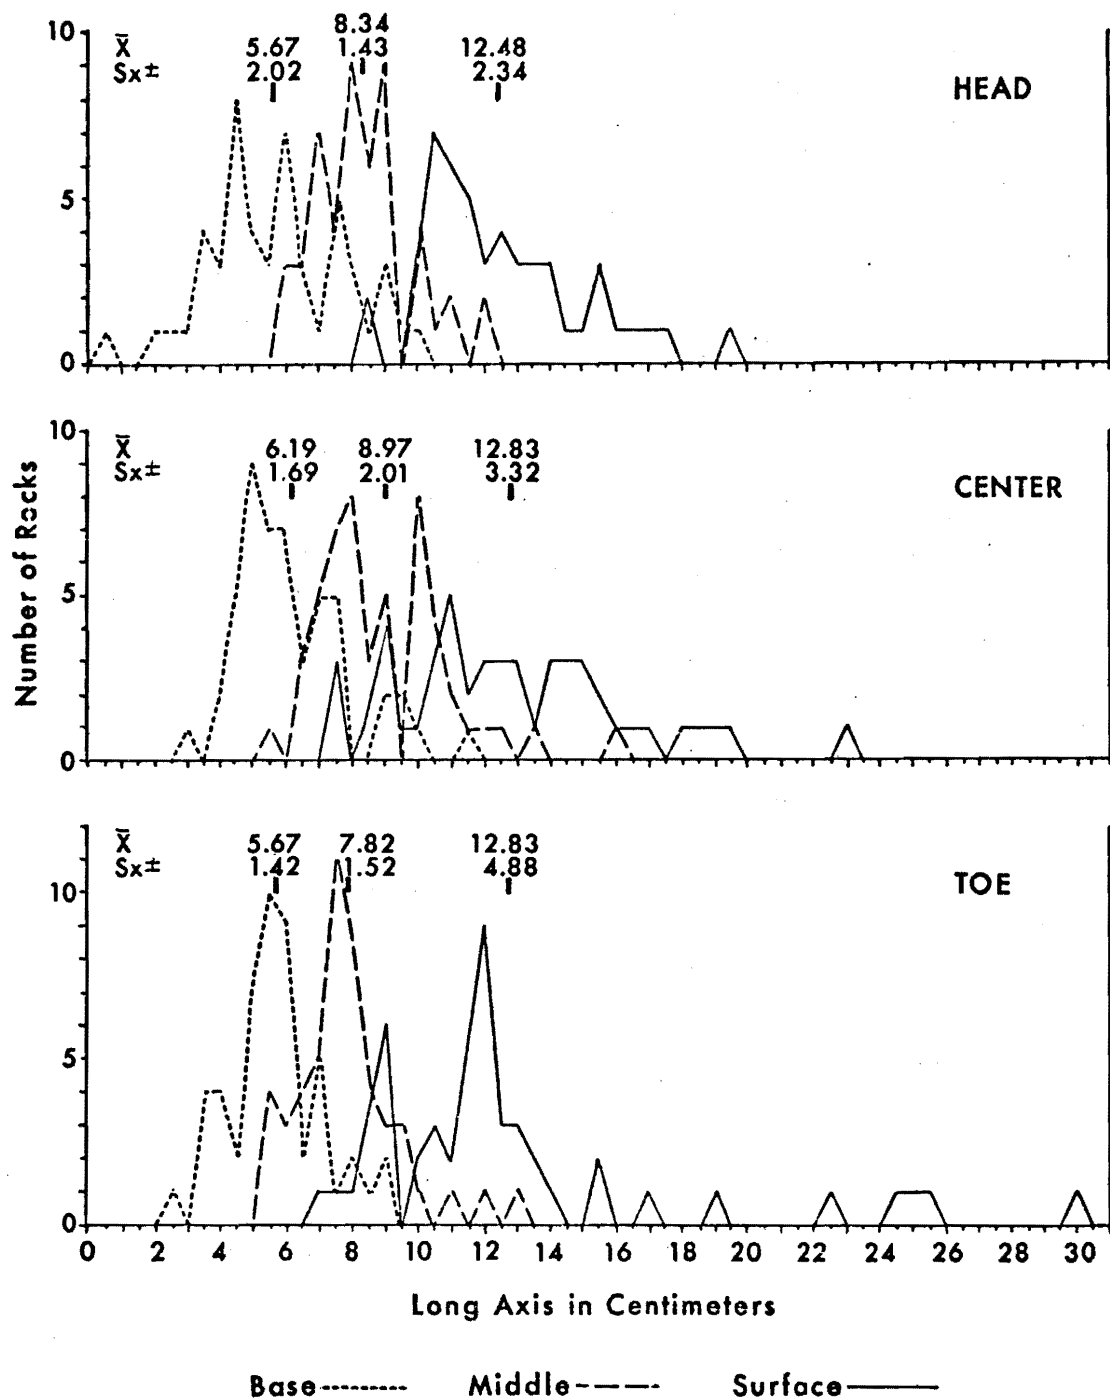 10
X̄ 5.67 8.34 12.48
Sx± 2.02 1.43 2.34
HEAD
5
0
10
X̄ 6.19 8.97 12.83
Sx± 1.69 2.01 3.32
CENTER
Number of Rocks
5
0
X̄ 5.67 7.82 12.83
Sx± 1.42 1.52 4.88
TOE
10
5
0
0 2 4 6 8 10 12 14 16 18 20 22 24 26 28 30
Long Axis in Centimeters
Base Middle Surface